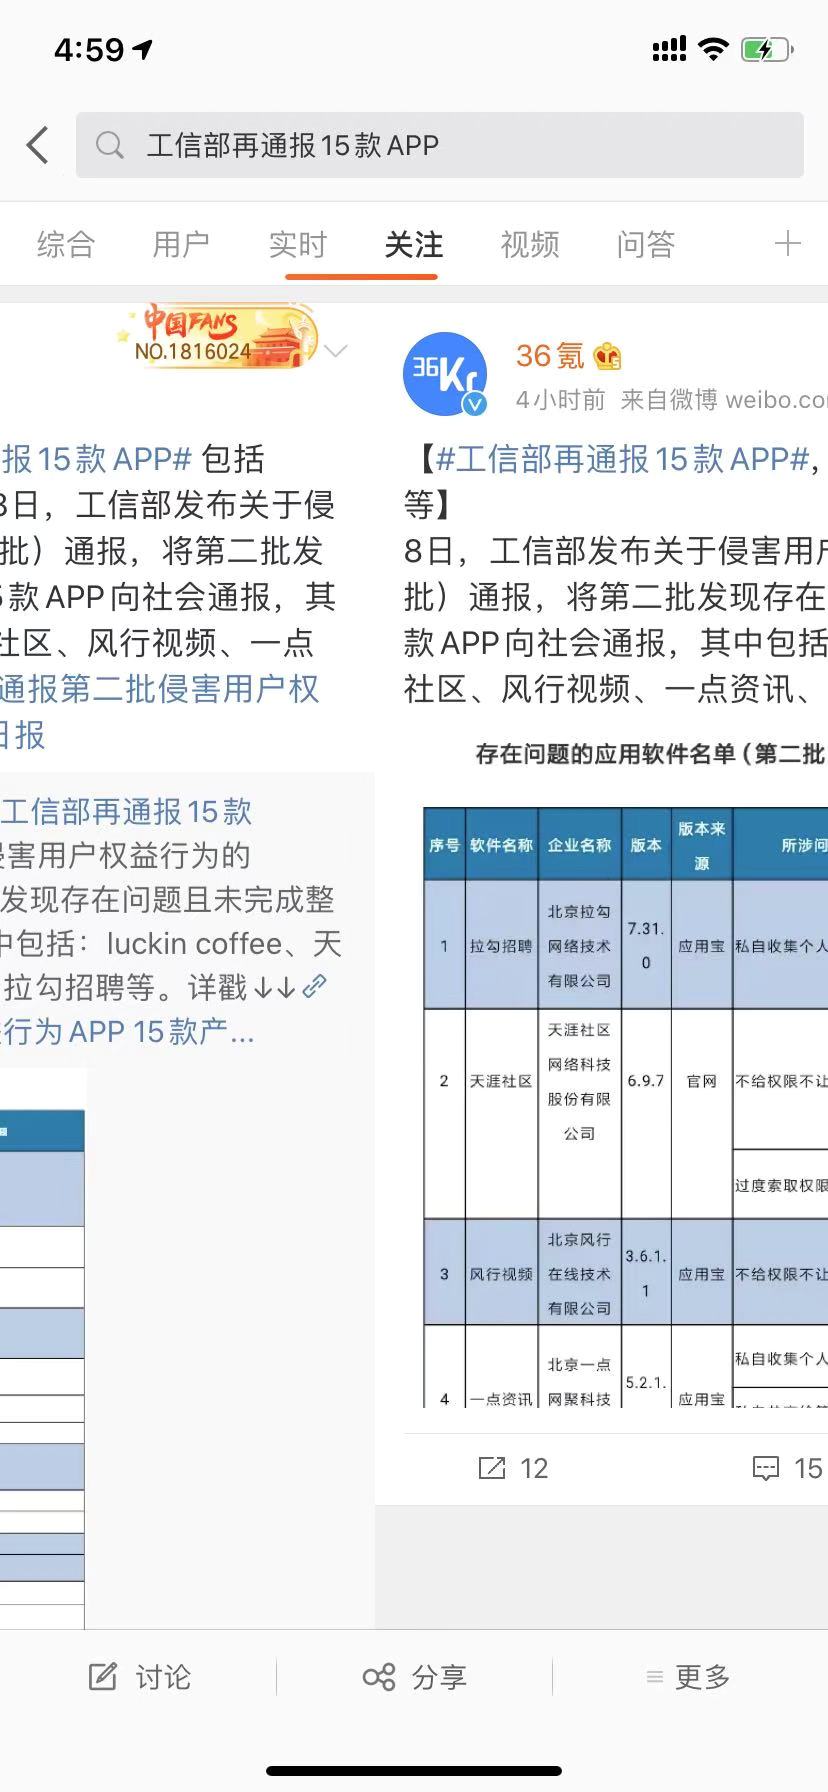 4:59
工信部再通报15款APP
综合 用户 实时 关注 视频 问答
中国FANS
NO.1816024
报15款APP# 包括
8日，工信部发布关于侵
批）通报，将第二批发
5款APP向社会通报，其
社区、风行视频、一点
通报第二批侵害用户权
日报
工信部再通报15款
侵害用户权益行为的
发现存在问题且未完成整
中包括：luckin coffee、天
拉勾招聘等。详戳↓↓
行为APP 15款产...
36Kr
36氪
4小时前 来自微博 weibo.co
【#工信部再通报15款APP#，
等】
8日，工信部发布关于侵害用户
批）通报，将第二批发现存在
款APP向社会通报，其中包括
社区、风行视频、一点资讯、
存在问题的应用软件名单（第二批
序号 软件名称 企业名称 版本 版本来源 所涉问
1 拉勾招聘 北京拉勾网络技术有限公司 7.31.0 应用宝 私自收集个人
2 天涯社区 天涯社区网络科技股份有限公司 6.9.7 官网 不给权限不让
过度索取权限
3 风行视频 北京风行在线技术有限公司 3.6.1.1 应用宝 不给权限不让
4 一点资讯 北京一点网聚科技 5.2.1. 应用宝 私自收集个人
12 15
讨论 分享 更多